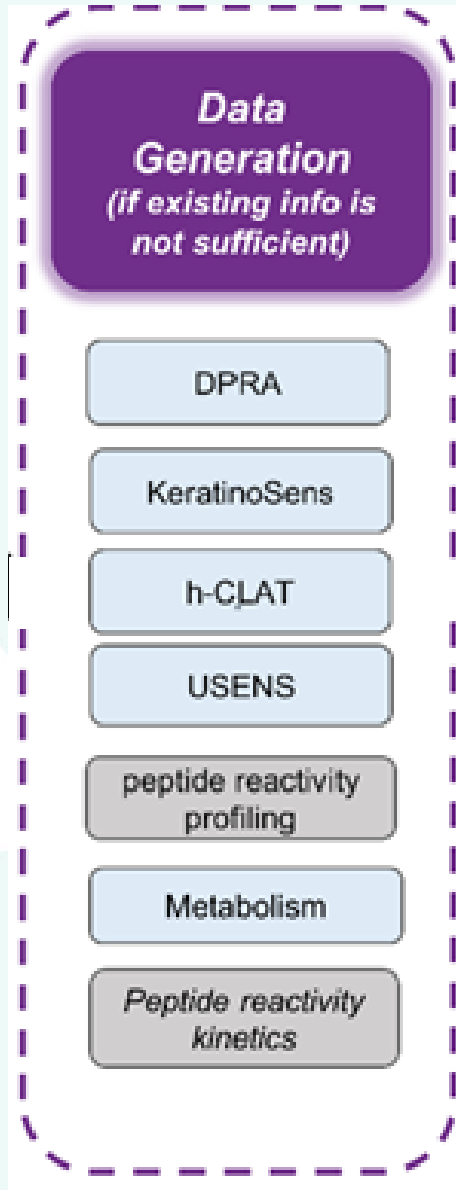 Data
Generation
(if existing info is
not sufficient)
DPRA
KeratinoSens
h-CLAT
USENS
peptide reactivity
profiling
Metabolism
Peptide reactivity
kinetics